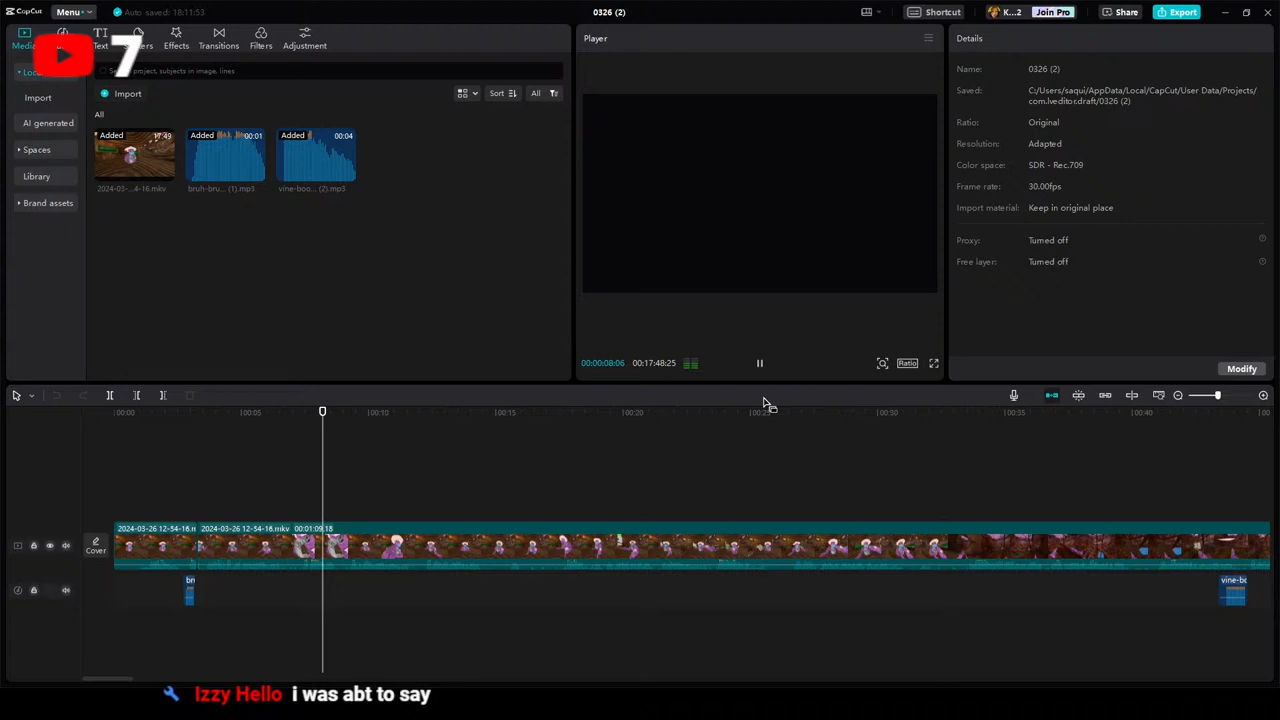 CapCut
Menu
Auto saved: 18:11:53
0326 (2)
Shortcut
K...2
Join Pro
Share
Export
7
Text
Effects
Transitions
Filters
Adjustment
project, subjects in image, lines
Import
AI generated
Spaces
Library
Brand assets
Import
Sort
All
All
Added 17:49
Added 00:01
Added 00:04
2024-03-...4-16.mkv
bruh-bru... (1).mp3
vine-boo... (2).mp3
Player
00:00:08:06
00:17:48:25
Ratio
Details
Name: 0326 (2)
Saved: C:/Users/saqui/AppData/Local/CapCut/User Data/Projects/
com.lveditor.draft/0326 (2)
Ratio: Original
Resolution: Adapted
Color space: SDR - Rec.709
Frame rate: 30.00fps
Import material: Keep in original place
Proxy: Turned off
Free layer: Turned off
Modify
00:00
00:05
00:10
00:15
00:20
00:25
00:30
00:35
00:40
Cover
2024-03-26 12-54-16.m
2024-03-26 12-54-16.mkv 00:01:09:18
bru
vine-bo
Izzy Hello i was abt to say